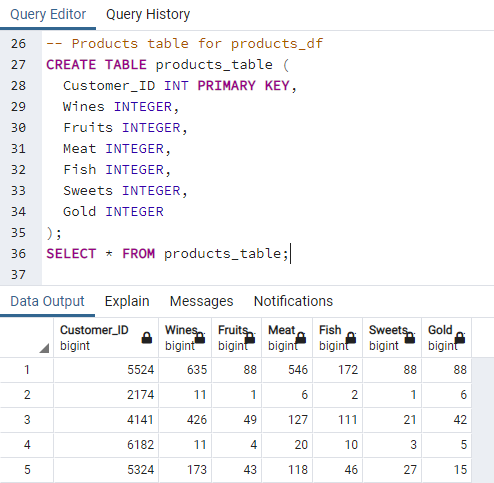 Query Editor Query History
26 -- Products table for products_df
27 CREATE TABLE products_table (
28 Customer_ID INT PRIMARY KEY,
29 Wines INTEGER,
30 Fruits INTEGER,
31 Meat INTEGER,
32 Fish INTEGER,
33 Sweets INTEGER,
34 Gold INTEGER
35 );
36 SELECT * FROM products_table;
37
Data Output Explain Messages Notifications
Customer_ID Wines Fruits Meat Fish Sweets Gold
bigint bigint bigint bigint bigint bigint bigint
1 5524 635 88 546 172 88 88
2 2174 11 1 6 2 1 6
3 4141 426 49 127 111 21 42
4 6182 11 4 20 10 3 5
5 5324 173 43 118 46 27 15